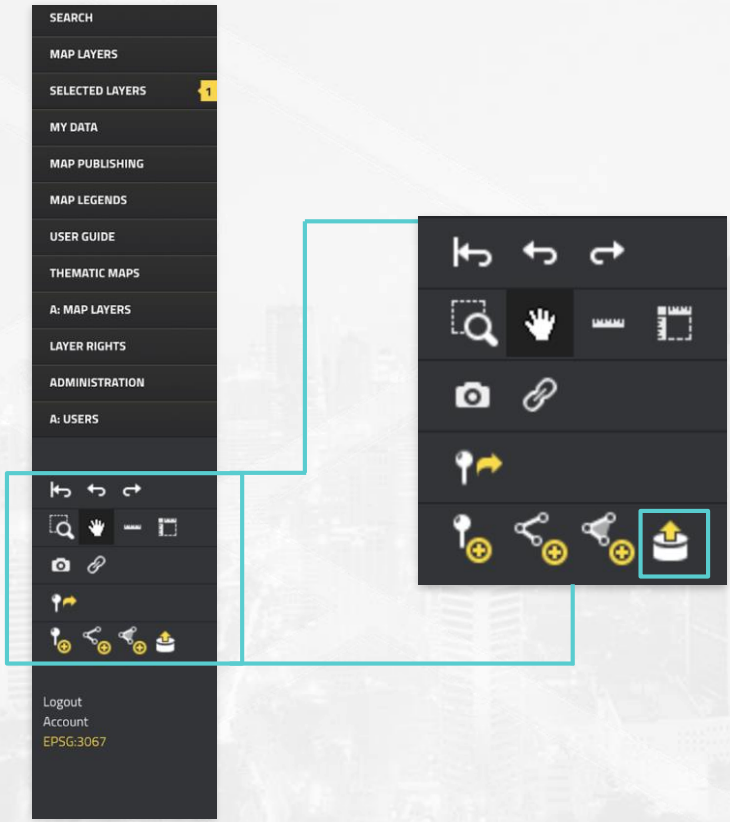 SEARCH
MAP LAYERS
SELECTED LAYERS 1
MY DATA
MAP PUBLISHING
MAP LEGENDS
USER GUIDE
THEMATIC MAPS
A: MAP LAYERS
LAYER RIGHTS
ADMINISTRATION
A: USERS
Logout
Account
EPSG:3067